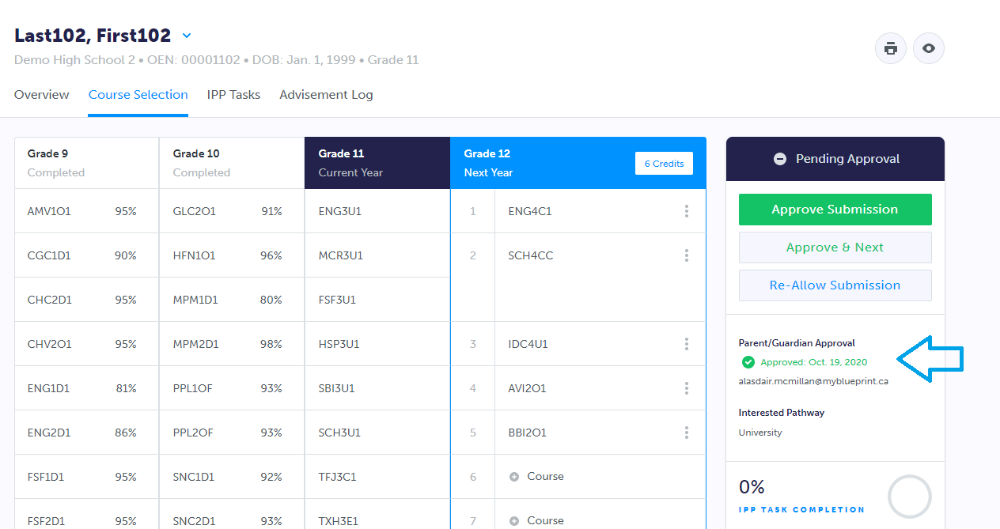 Last102, First102
Demo High School 2 • OEN: 00001102 • DOB: Jan. 1, 1999 • Grade 11
Overview Course Selection IPP Tasks Advisement Log
Grade 9 Grade 10 Grade 11 Grade 12
Completed Completed Current Year Next Year 6 Credits
AMV1O1 95% GLC2O1 91% ENG3U1 1 ENG4C1
CGC1D1 90% HFN1O1 96% MCR3U1 2 SCH4CC
CHC2D1 95% MPM1D1 80% FSF3U1
CHV2O1 95% MPM2D1 98% HSP3U1 3 IDC4U1
ENG1D1 81% PPL1OF 93% SBI3U1 4 AVI2O1
ENG2D1 86% PPL2OF 93% SCH3U1 5 BBI2O1
FSF1D1 95% SNC1D1 92% TFJ3C1 6 Course
FSF2D1 95% SNC2D1 93% TXH3E1 7 Course
Pending Approval
Approve Submission
Approve & Next
Re-Allow Submission
Parent/Guardian Approval
Approved: Oct. 19, 2020
alasdair.mcmillan@myblueprint.ca
Interested Pathway
University
0%
IPP TASK COMPLETION